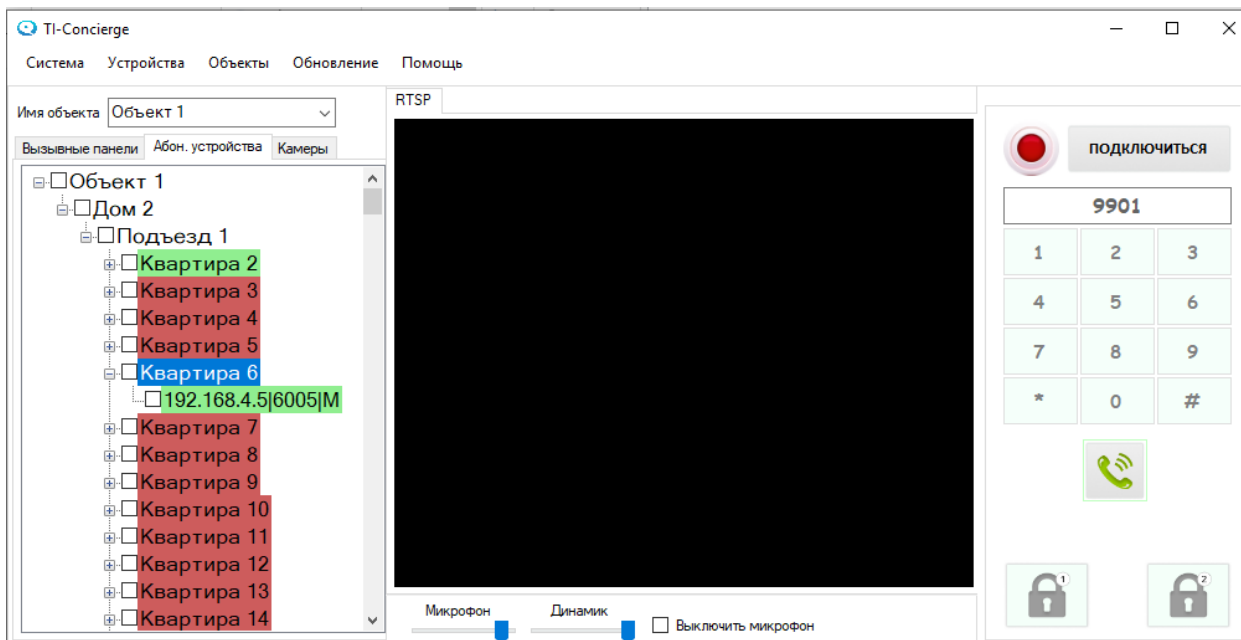 TI-Concierge
Система Устройства Объекты Обновление Помощь
Имя объекта Объект 1
Вызывные панели Абон. устройства Камеры
Объект 1
Дом 2
Подъезд 1
Квартира 2
Квартира 3
Квартира 4
Квартира 5
Квартира 6
192.168.4.5|6005|M
Квартира 7
Квартира 8
Квартира 9
Квартира 10
Квартира 11
Квартира 12
Квартира 13
Квартира 14
RTSP
Микрофон Динамик
Выключить микрофон
ПОДКЛЮЧИТЬСЯ
9901
1 2 3
4 5 6
7 8 9
* 0 #
1 2